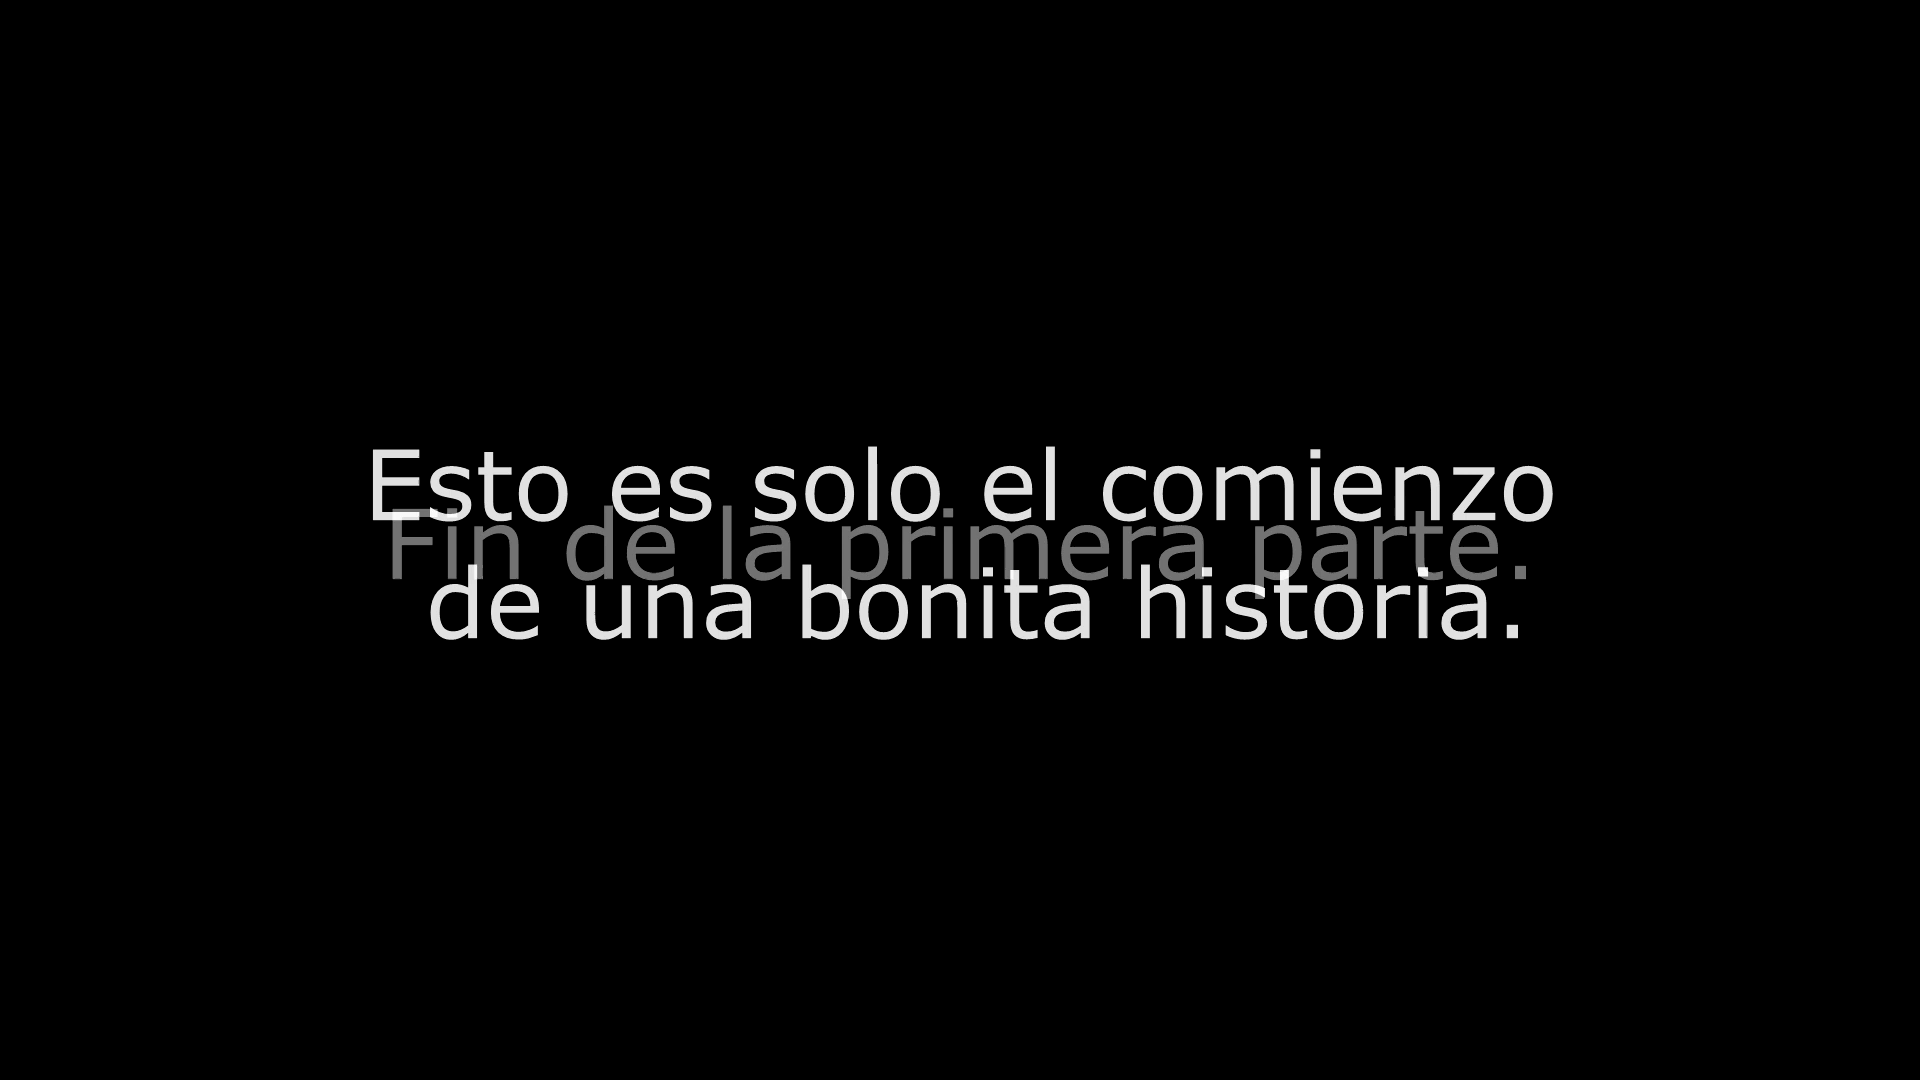 Esto es solo el comienzo
Fin de la primera parte.
de una bonita historia.